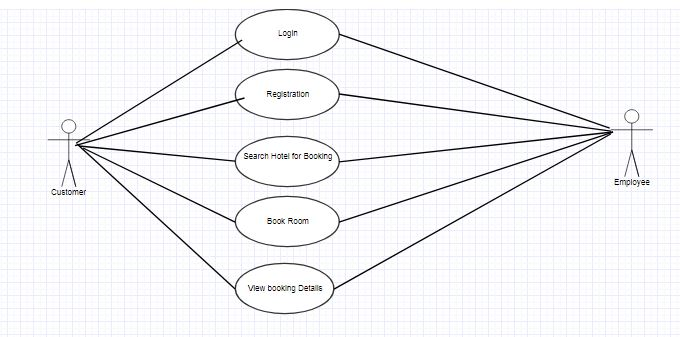 Login
Registration
Search Hotel for Booking
Book Room
View booking Details
Customer
Employee